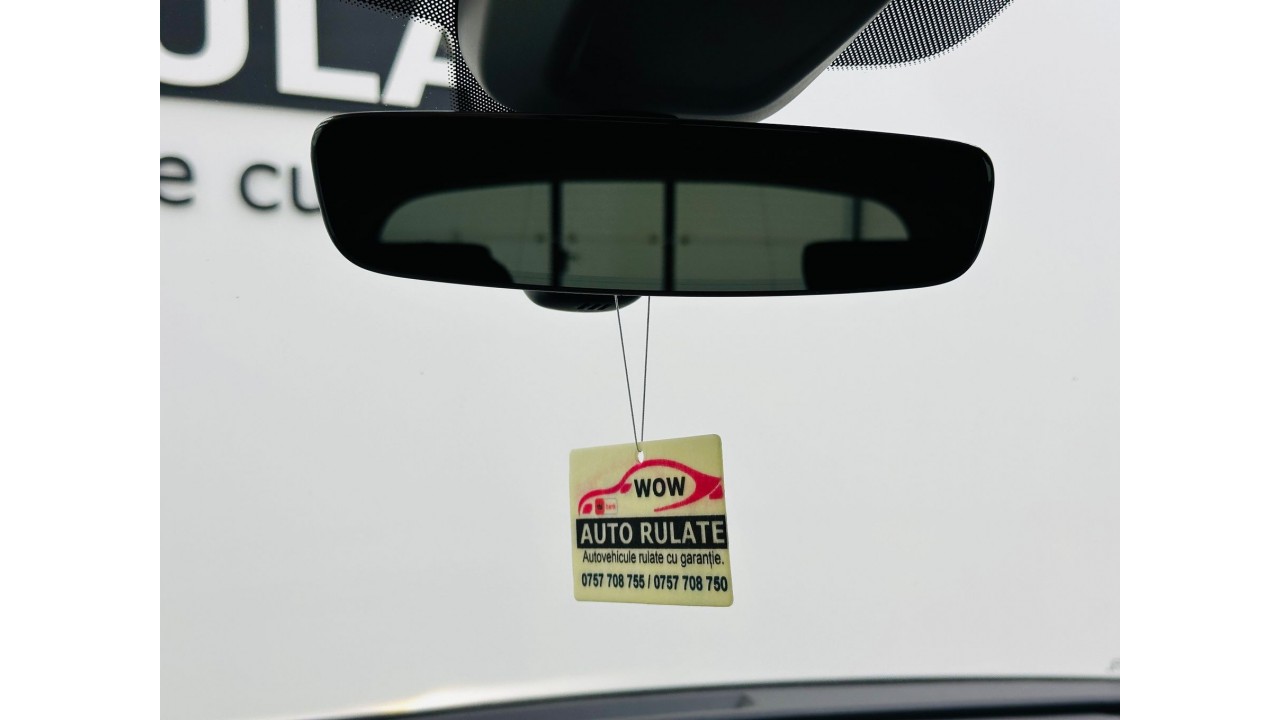 ULA
e cu
WOW
AUTO RULATE
Autovehicule rulate cu garanție.
0757 708 755 / 0757 708 750